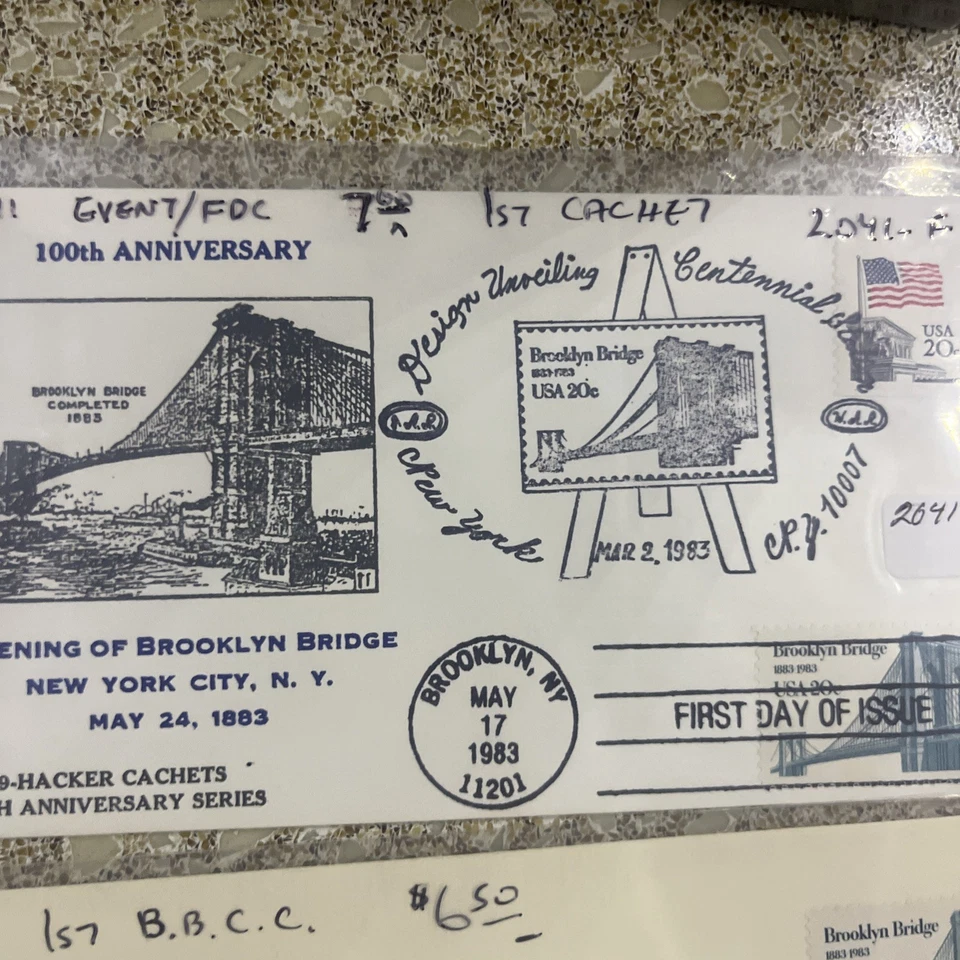 EVENT/FDC 7 50 1ST CACHET 2041-F
100th ANNIVERSARY
BROOKLYN BRIDGE
COMPLETED
1883
Design Unveiling
Centennial
Brooklyn Bridge
1883-1983
USA 20c
New York
N.Y. 10007
MAR 2, 1983
USA
20c
2041
ENING OF BROOKLYN BRIDGE
NEW YORK CITY, N. Y.
MAY 24, 1883
9-HACKER CACHETS
H ANNIVERSARY SERIES
BROOKLYN, NY
MAY
17
1983
11201
Brooklyn Bridge
1883-1983
USA 20c
FIRST DAY OF ISSUE
1ST B.B.C.C. $6 50
Brooklyn Bridge
1883-1983